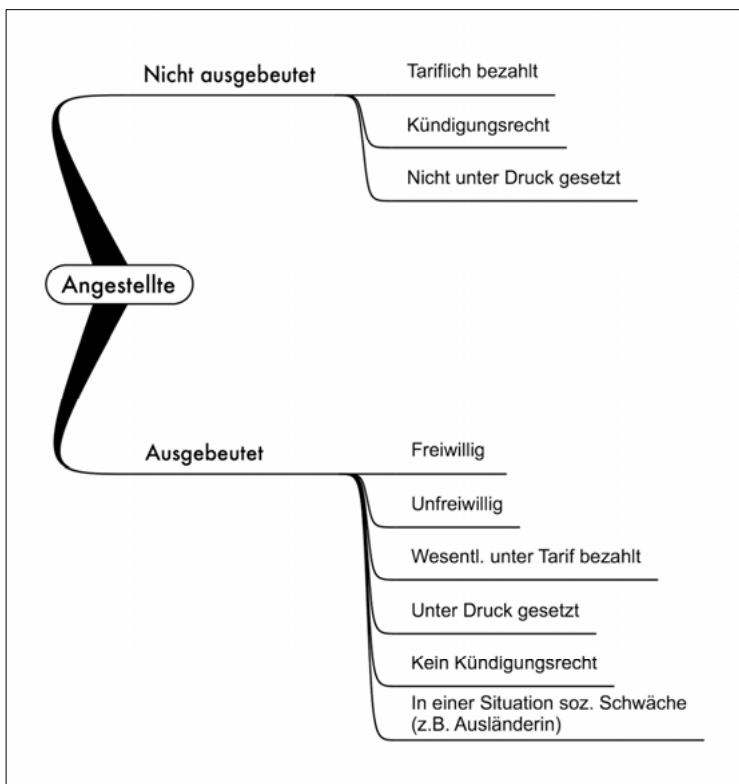 Nicht ausgebeutet
Tariflich bezahlt
Kündigungsrecht
Nicht unter Druck gesetzt
Angestellte
Ausgebeutet
Freiwillig
Unfreiwillig
Wesentl. unter Tarif bezahlt
Unter Druck gesetzt
Kein Kündigungsrecht
In einer Situation soz. Schwäche
(z.B. Ausländerin)